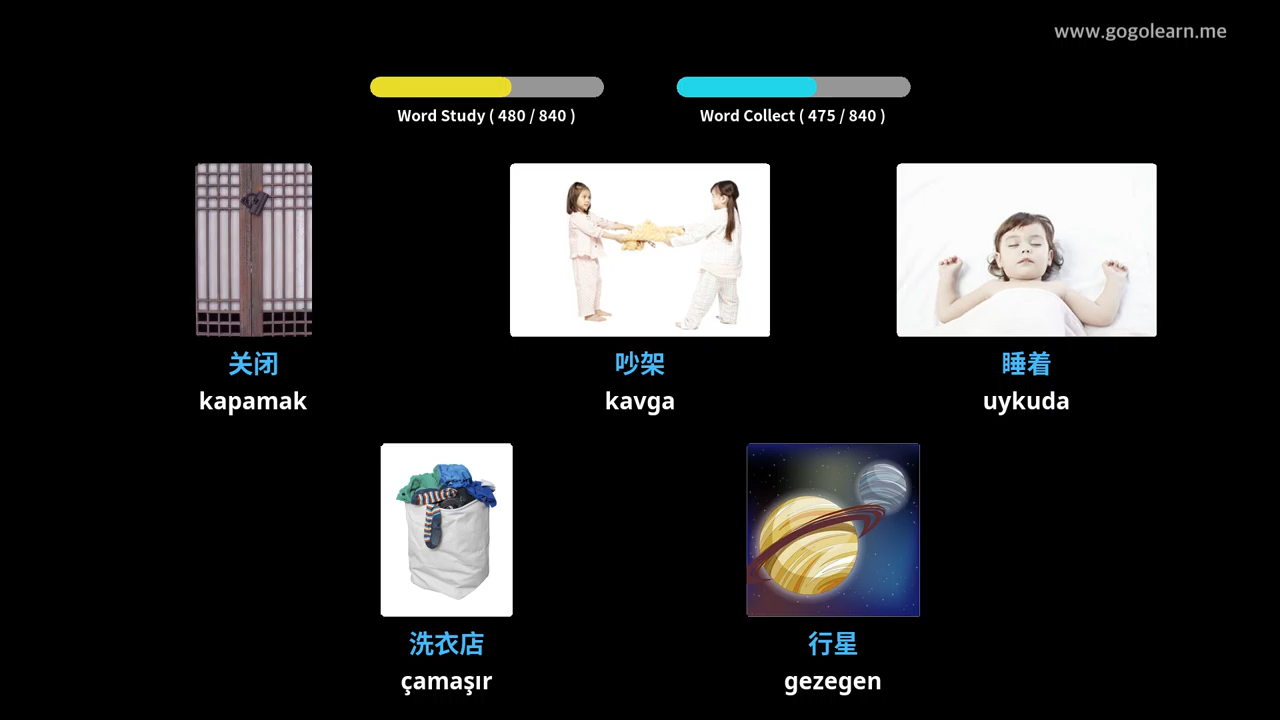 www.gogolearn.me
Word Study ( 480 / 840 )
Word Collect ( 475 / 840 )
关闭
kapamak
吵架
kavga
睡着
uykuda
洗衣店
çamaşır
行星
gezegen